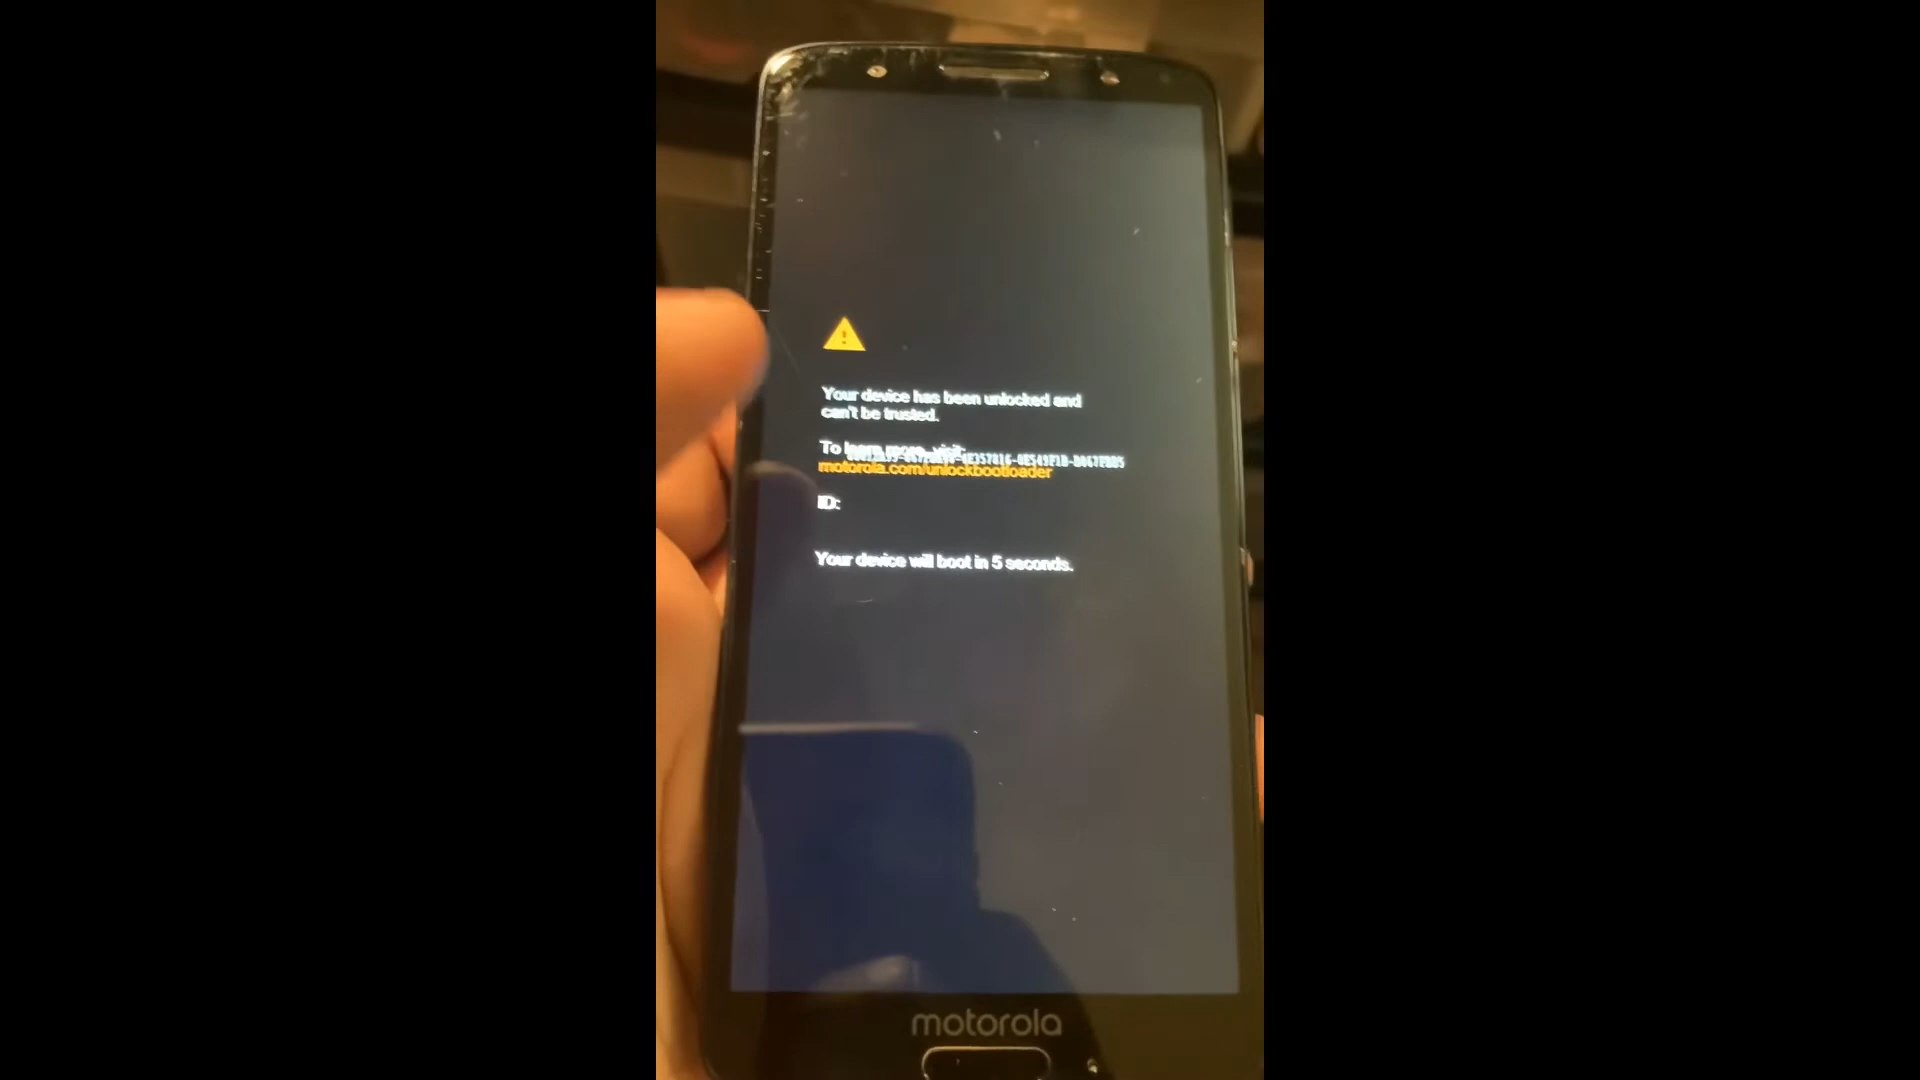 Your device has been unlocked and
can't be trusted.
To learn more, visit:
motorola.com/unlockbootloader
ID:
Your device will boot in 5 seconds.
motorola